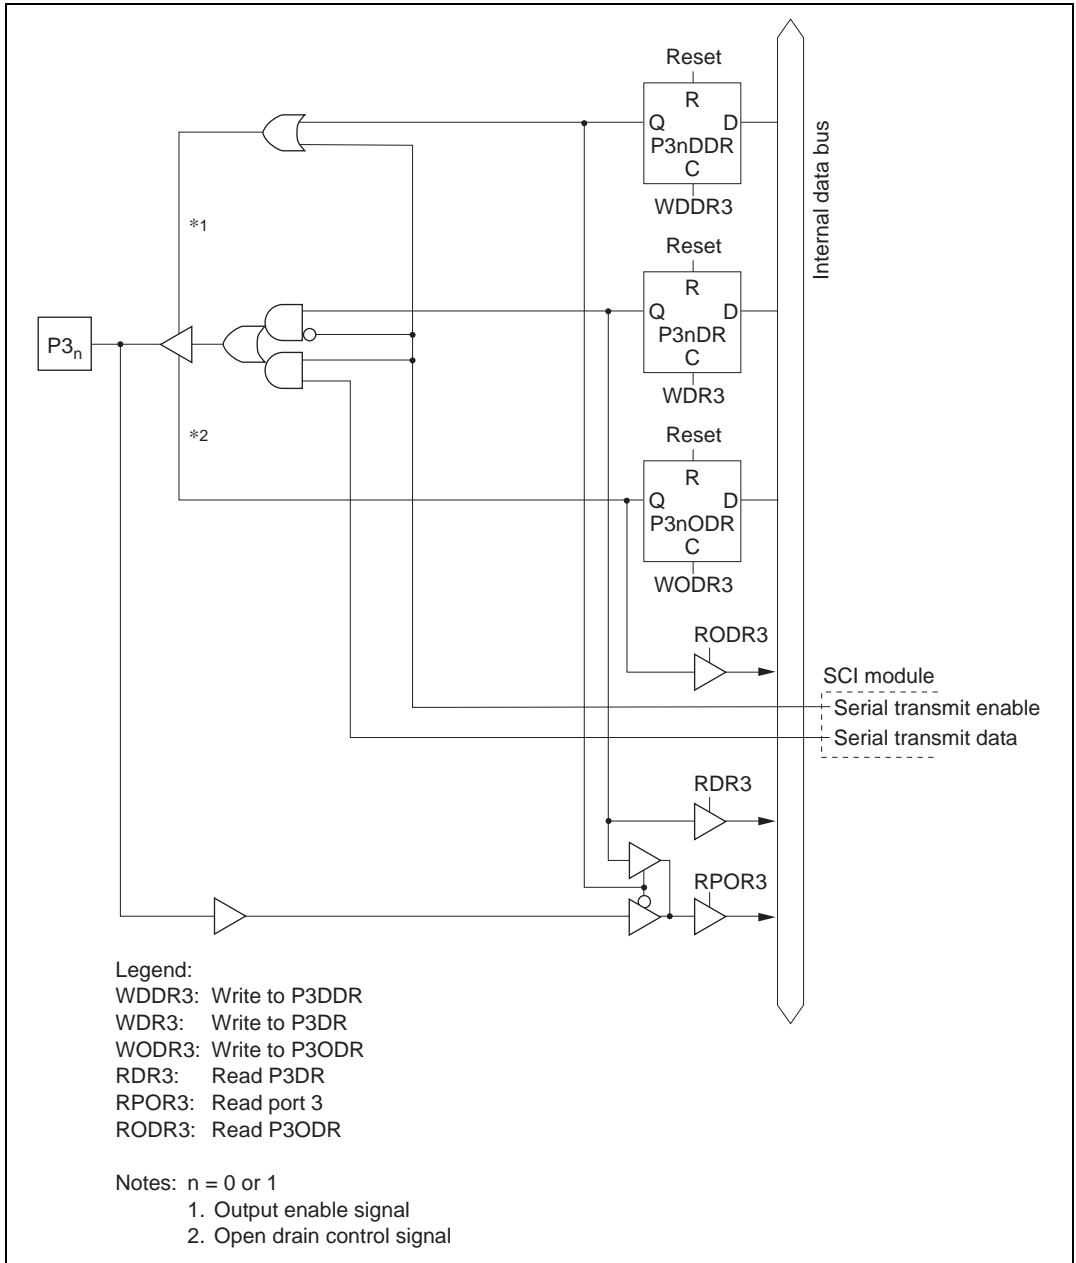 Reset
R
Q D
P3nDDR
C
WDDR3
Internal data bus
*1
Reset
R
Q D
P3nDR
C
WDR3
P3n
*2
Reset
R
Q D
P3nODR
C
WODR3
RODR3
SCI module
Serial transmit enable
Serial transmit data
RDR3
RPOR3
Legend:
WDDR3: Write to P3DDR
WDR3: Write to P3DR
WODR3: Write to P3ODR
RDR3: Read P3DR
RPOR3: Read port 3
RODR3: Read P3ODR
Notes: n = 0 or 1
1. Output enable signal
2. Open drain control signal